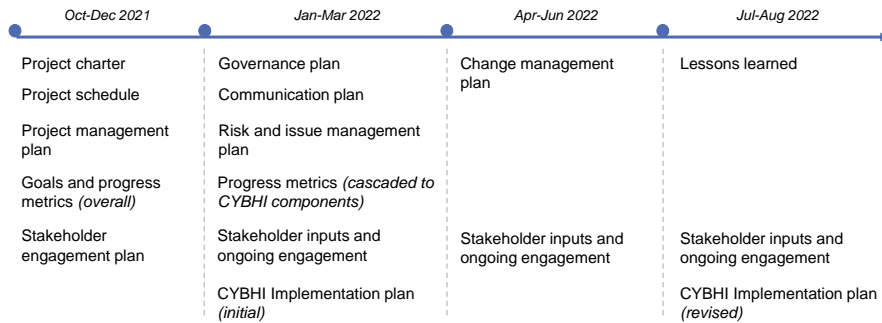 Oct-Dec 2021
Jan-Mar 2022
Apr-Jun 2022
Jul-Aug 2022
Project charter
Project schedule
Project management
plan
Goals and progress
metrics (overall)
Stakeholder
engagement plan
Governance plan
Communication plan
Risk and issue management
plan
Progress metrics (cascaded to
CYBHI components)
Stakeholder inputs and
ongoing engagement
CYBHI Implementation plan
(initial)
Change management
plan
Stakeholder inputs and
ongoing engagement
Lessons learned
Stakeholder inputs and
ongoing engagement
CYBHI Implementation plan
(revised)